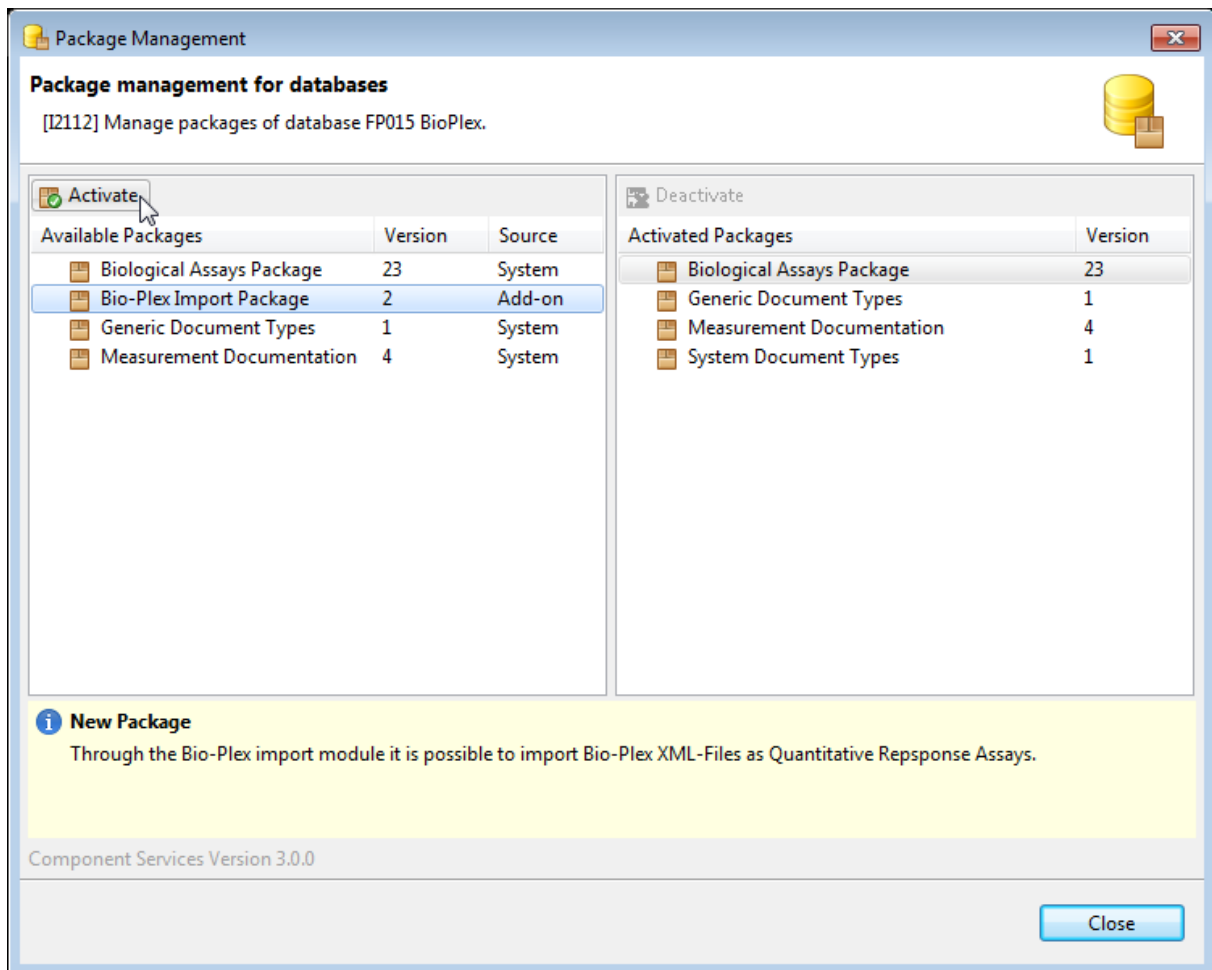 Package Management
Package management for databases
[I2112] Manage packages of database FP015 BioPlex.
Activate
Available Packages Version Source
Biological Assays Package 23 System
Bio-Plex Import Package 2 Add-on
Generic Document Types 1 System
Measurement Documentation 4 System
Deactivate
Activated Packages Version
Biological Assays Package 23
Generic Document Types 1
Measurement Documentation 4
System Document Types 1
New Package
Through the Bio-Plex import module it is possible to import Bio-Plex XML-Files as Quantitative Repsponse Assays.
Component Services Version 3.0.0
Close